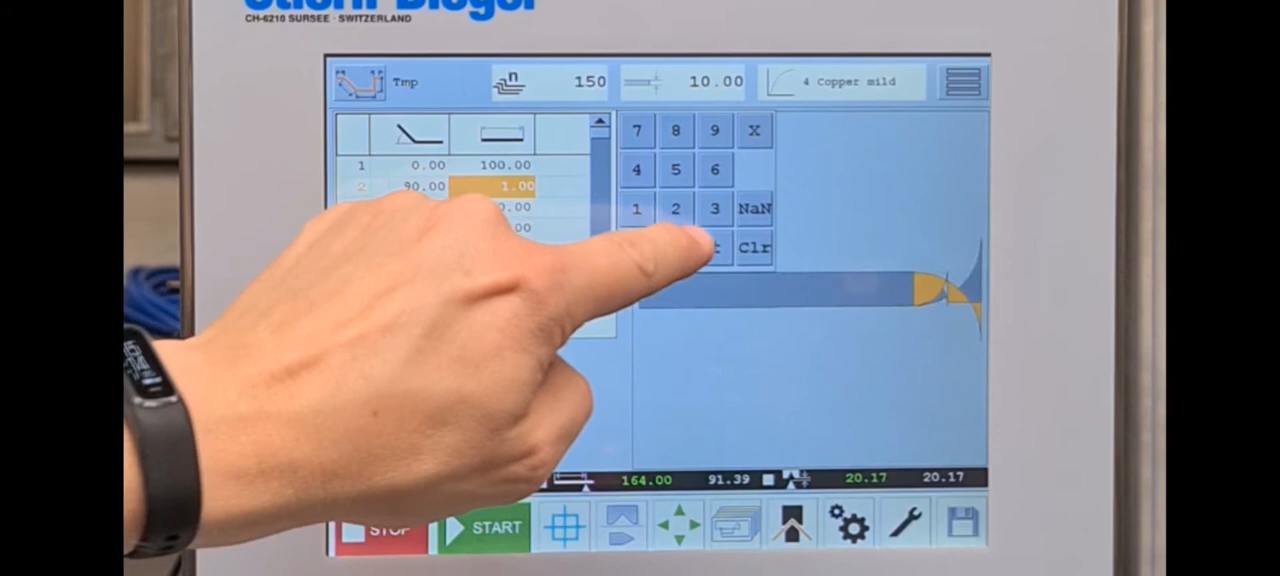 CH-6210 SURSEE · SWITZERLAND
Tmp
n
150
10.00
4 Copper mild
7 8 9 X
1 0.00 100.00
4 5 6
2 90.00 1.00
1 2 3 NaN
.00
Clr
164.00 91.39 20.17 20.17
STOP
START